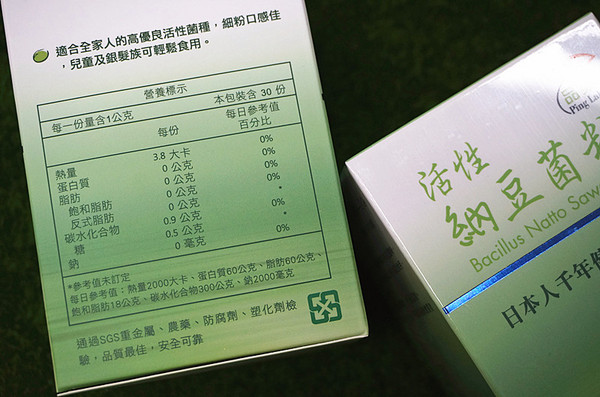 適合全家人的高優良活性菌種，細粉口感佳
，兒童及銀髮族可輕鬆食用。
營養標示
每一份量含1公克 本包裝含 30 份
每份 每日參考值百分比
熱量 3.8 大卡 0%
蛋白質 0 公克 0%
脂肪 0 公克 0%
飽和脂肪 0 公克 0%
反式脂肪 0 公克 *
碳水化合物 0.9 公克 0%
糖 0.5 公克 *
鈉 0 毫克 0%
*參考值未訂定
每日參考值：熱量2000大卡、蛋白質60公克、脂肪60公克、
飽和脂肪18公克、碳水化合物300公克、鈉2000毫克
通過SGS重金屬、農藥、防腐劑、塑化劑檢
驗，品質最佳，安全可靠
品
Ping
活性
納豆菌
Bacillus Natto
日本人千年